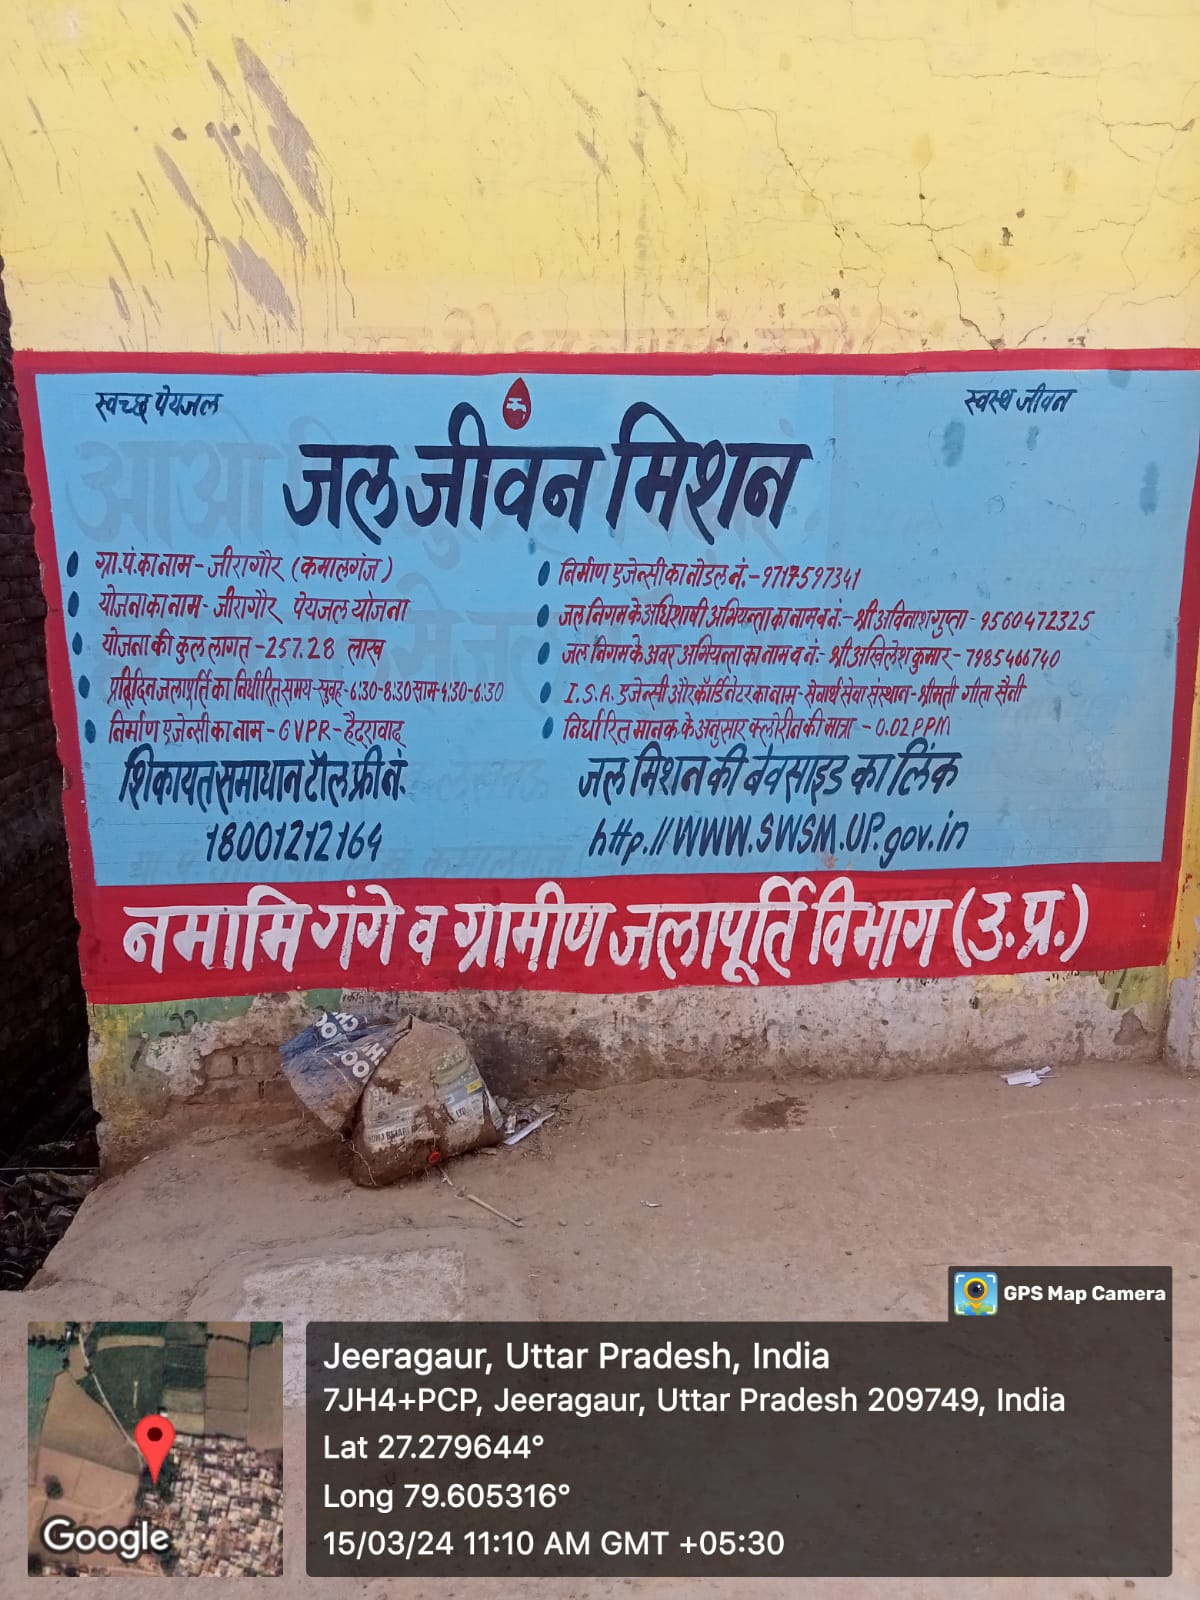 स्वच्छ पेयजल
स्वस्थ जीवन
जल जीवन मिशन
ग्रा.पं.का नाम - जीरागौर (कमालगंज)
योजना का नाम - जीरागौर पेयजल योजना
योजना की कुल लागत - 257.28 लाख
प्रतिदिन जलापूर्ति का निर्धारित समय - सुबह - 6:30-8:30 साम - 4:30-6:30
निर्माण एजेन्सी का नाम - GVPR - हैदराबाद
निर्माण एजेन्सी का नोडल नं. - 9717597341
जल निगम के अधिशाषी अभियन्ता का नाम व नं. - श्री अविनाश गुप्ता - 9560472325
जल निगम के अवर अभियन्ता का नाम व नं. - श्री अखिलेश कुमार - 7985466740
I.S.A. एजेन्सी और कॉर्डिनेटर का नाम - सेवार्थ सेवा संस्थान - श्रीमती गीता सैनी
निर्धारित मानक के अनुसार क्लोरीन की मात्रा - 0.02 PPM
शिकायत समाधान टॉल फ्री नं.
18001212164
जल मिशन की बेवसाइड का लिंक
http.//WWW.SWSM.UP.gov.in
नमामि गंगे व ग्रामीण जलापूर्ति विभाग (उ.प्र.)
GPS Map Camera
Jeeragaur, Uttar Pradesh, India
7JH4+PCP, Jeeragaur, Uttar Pradesh 209749, India
Lat 27.279644°
Long 79.605316°
15/03/24 11:10 AM GMT +05:30
Google